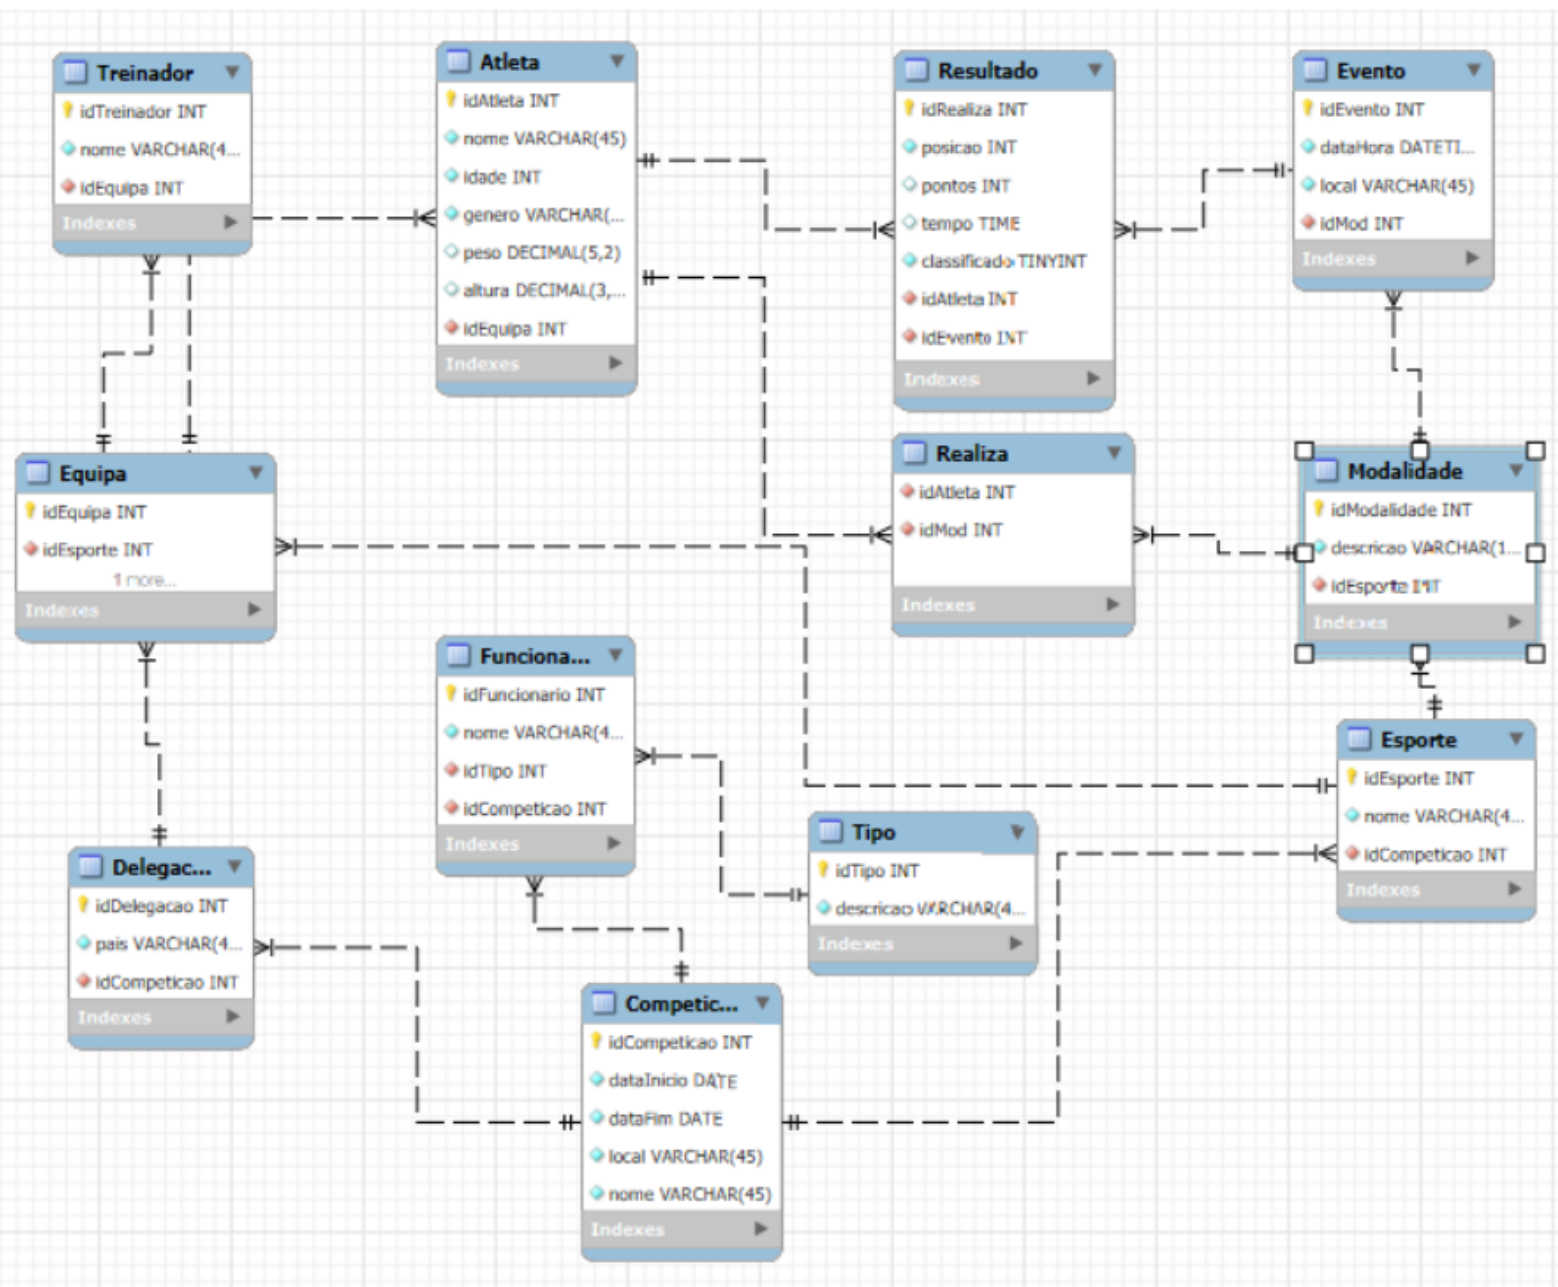 Treinador
idTreinador INT
nome VARCHAR(4...
idEquipa INT
Indexes
Atleta
idAtleta INT
nome VARCHAR(45)
idade INT
genero VARCHAR(...
peso DECIMAL(5,2)
altura DECIMAL(3,...
idEquipa INT
Indexes
Resultado
idRealiza INT
posicao INT
pontos INT
tempo TIME
classificado TINYINT
idAtleta INT
idEvento INT
Indexes
Evento
idEvento INT
dataHora DATETI...
local VARCHAR(45)
idMod INT
Indexes
Equipa
idEquipa INT
idEsporte INT
1 more...
Indexes
Realiza
idAtleta INT
idMod INT
Indexes
Modalidade
idModalidade INT
descricao VARCHAR(1...
idEsporte INT
Indexes
Funciona...
idFuncionario INT
nome VARCHAR(4...
idTipo INT
idCompeticao INT
Indexes
Tipo
idTipo INT
descricao VARCHAR(4...
Indexes
Esporte
idEsporte INT
nome VARCHAR(4...
idCompeticao INT
Indexes
Delegac...
idDelegacao INT
pais VARCHAR(4...
idCompeticao INT
Indexes
Competic...
idCompeticao INT
dataInicio DATE
dataFim DATE
local VARCHAR(45)
nome VARCHAR(45)
Indexes